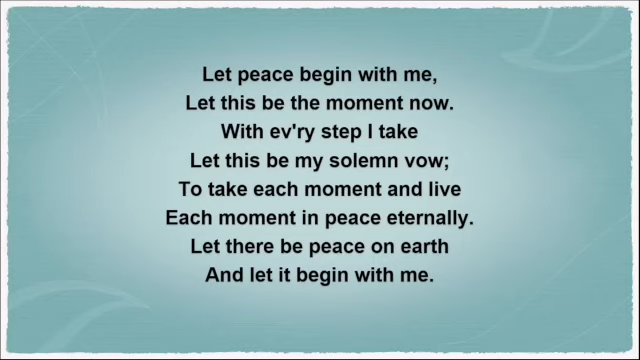 Let peace begin with me,
Let this be the moment now.
With ev'ry step I take
Let this be my solemn vow;
To take each moment and live
Each moment in peace eternally.
Let there be peace on earth
And let it begin with me.